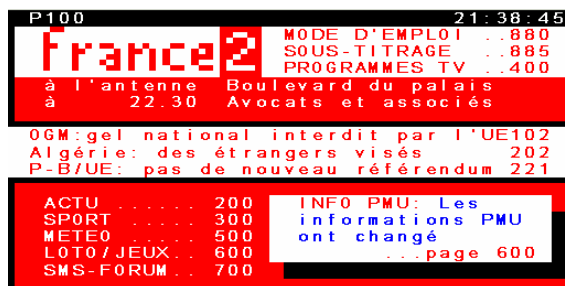 P100 21:38:45
france 2
MODE D'EMPLOI ..880
SOUS-TITRAGE ..885
PROGRAMMES TV ..400
à l'antenne Boulevard du palais
à 22.30 Avocats et associés
OGM:gel national interdit par l'UE102
Algérie: des étrangers visés 202
P-B/UE: pas de nouveau référendum 221
ACTU ...... 200
SPORT ..... 300
METEO ..... 500
LOTO/JEUX.. 600
SMS-FORUM.. 700
INFO PMU: Les
informations PMU
ont changé
...page 600